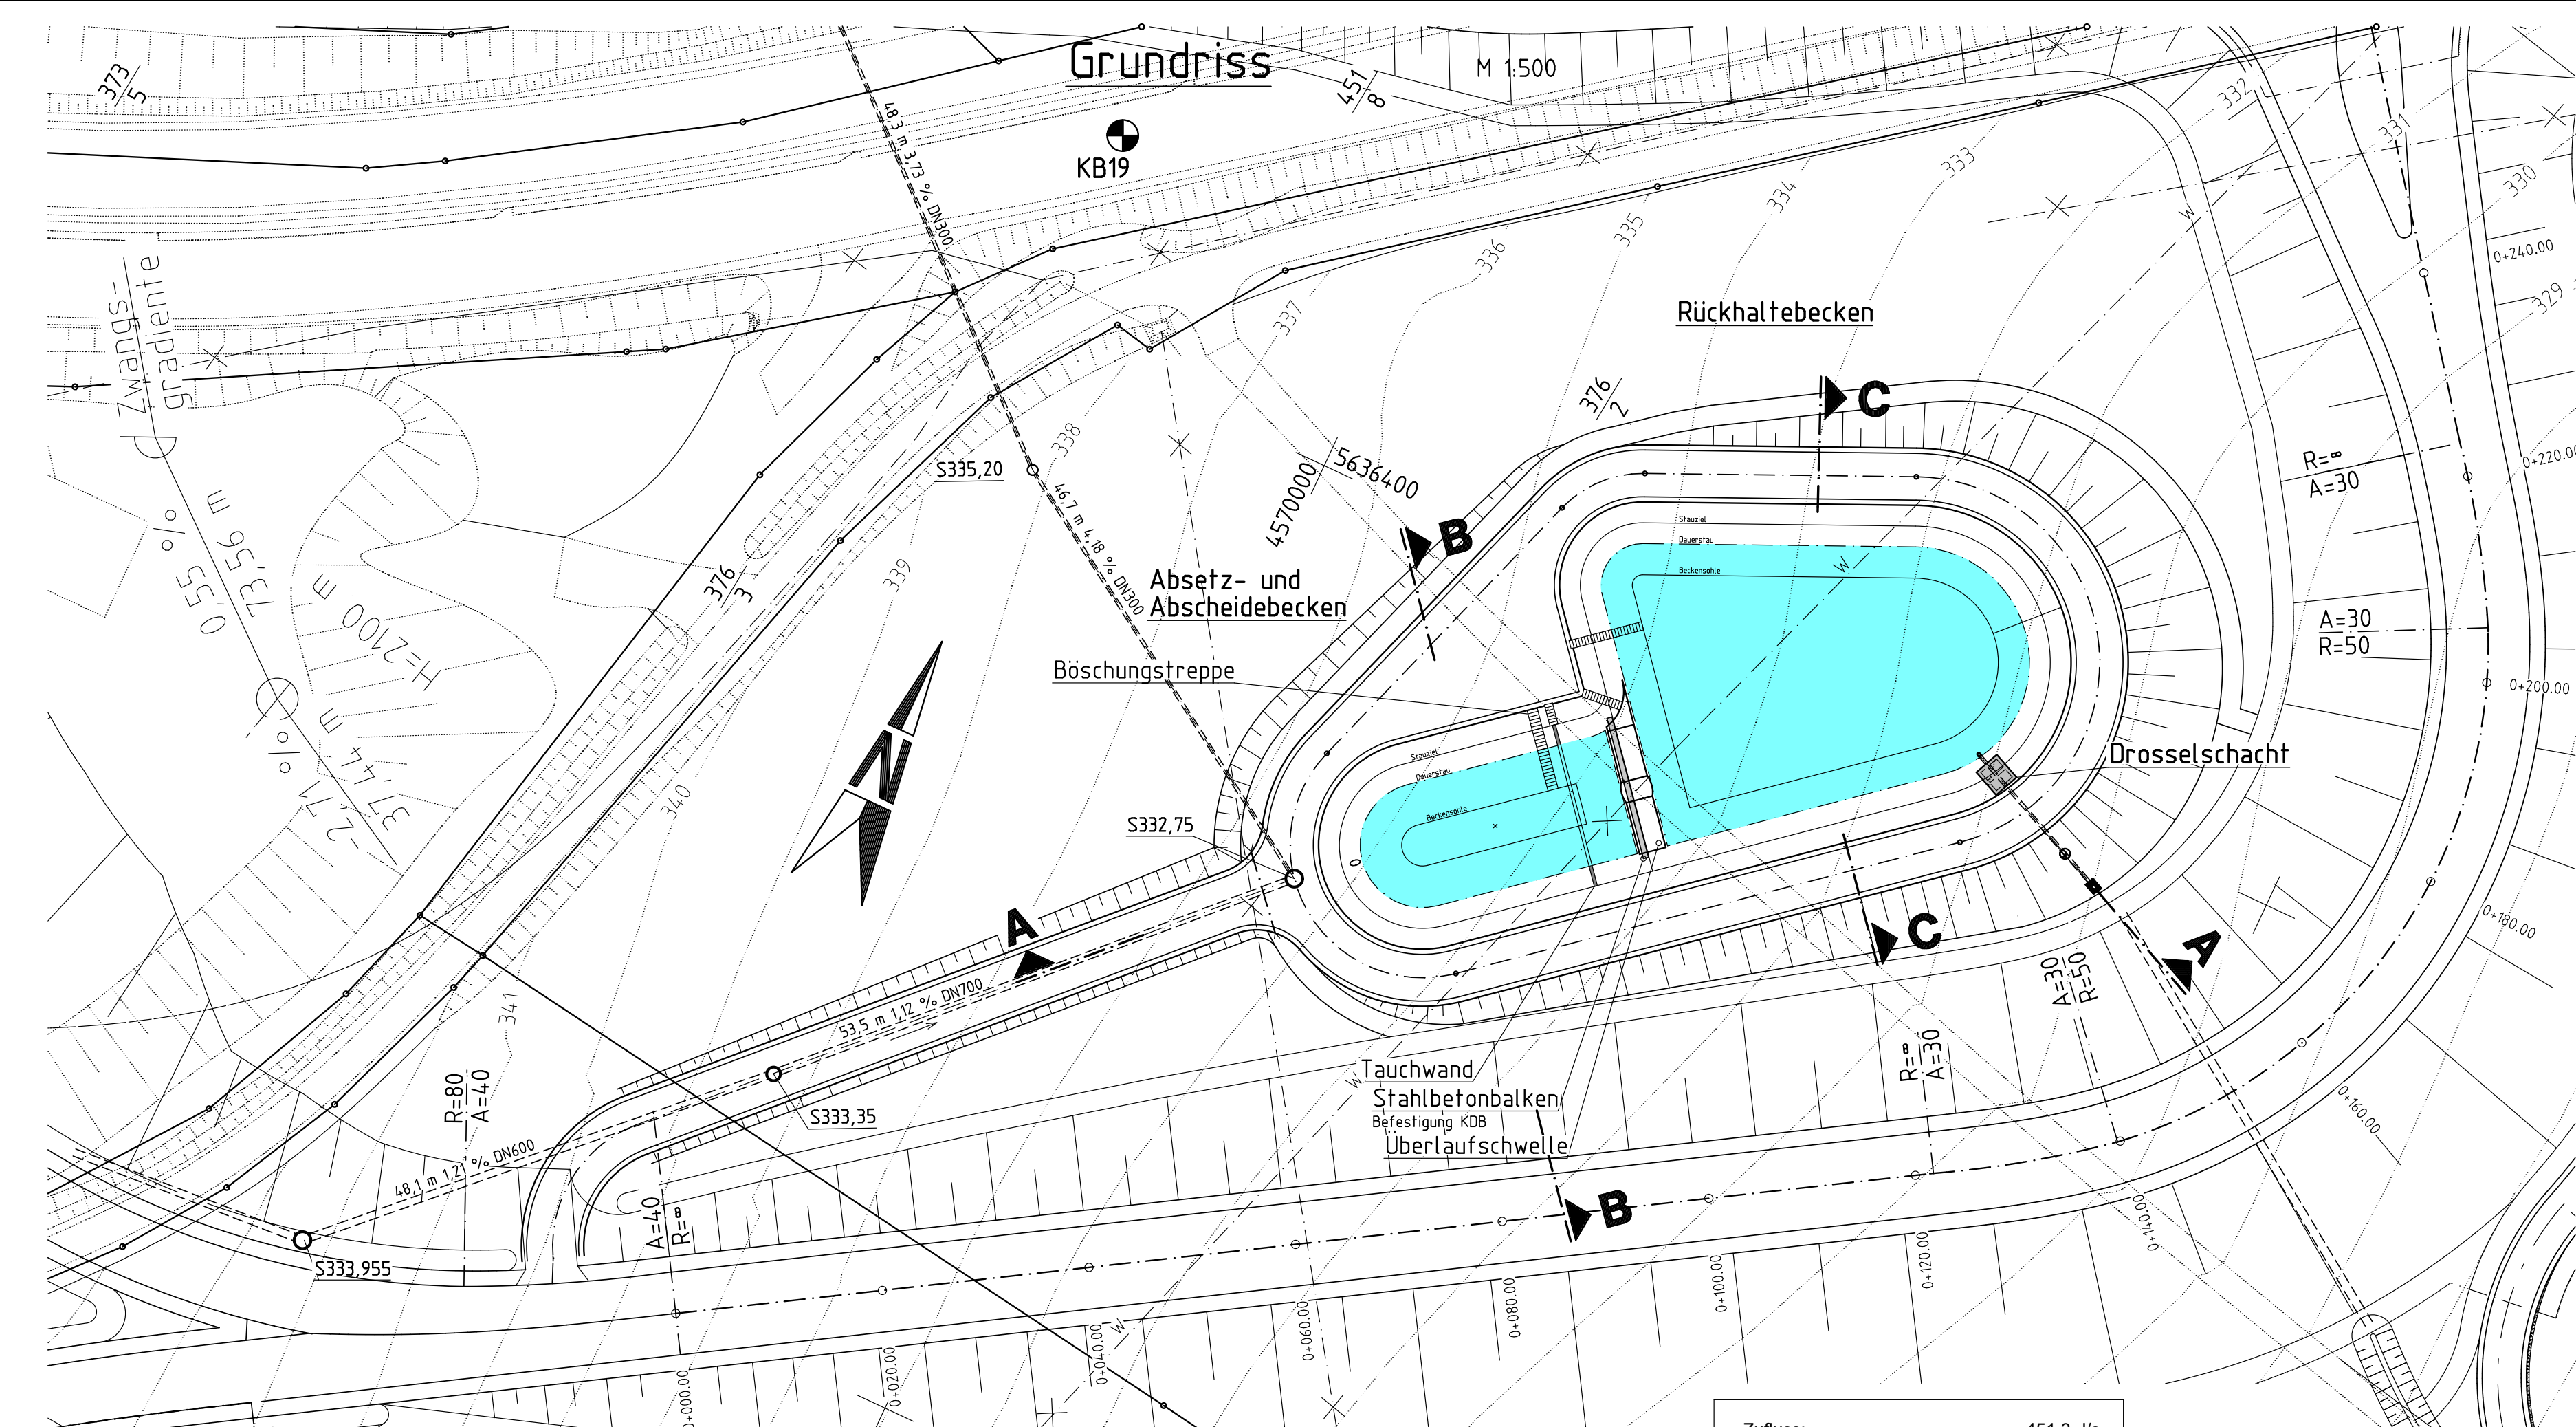 Grundriss
M 1:500
373
5
451
8
KB19
48,3 m 3,73 % DN300
332
331
330
329
333
334
335
336
337
338
339
340
341
0+240.00
0+220.00
0+200.00
0+180.00
0+160.00
0+140.00
0+120.00
0+100.00
0+080.00
0+060.00
0+040.00
0+020.00
0+000.00
Zwangs-
gradiente
0,55 %
73,56 m
H=2100 m
37,44 m
-2,71 %
Rückhaltebecken
376
2
C
S335,20
46,7 m 4,18 % DN300
4570000
5636400
B
376
3
Absetz- und
Abscheidebecken
Böschungstreppe
Stauziel
Dauerstau
Beckensohle
W
R=∞
A=30
A=30
R=50
N
Stauziel
Dauerstau
Beckensohle
Drosselschacht
S332,75
A
C
A
53,5 m 1,12 % DN700
A=30
R=50
R=∞
A=30
S333,35
R=80
A=40
48,1 m 1,21 % DN600
A=40
R=∞
S333,955
W
Tauchwand
Stahlbetonbalken
Befestigung KDB
Überlaufschwelle
B
W
W